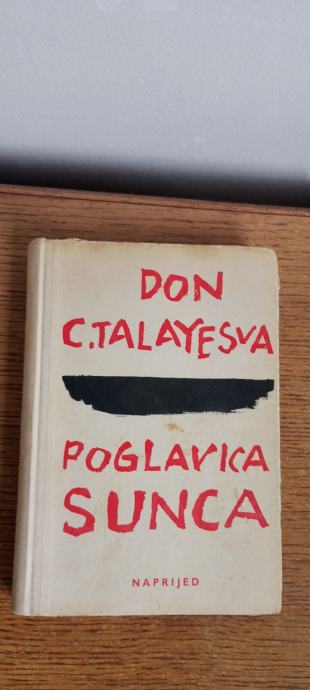 DON
C.TALAYESVA
POGLAVICA
SUNCA
NAPRIJED